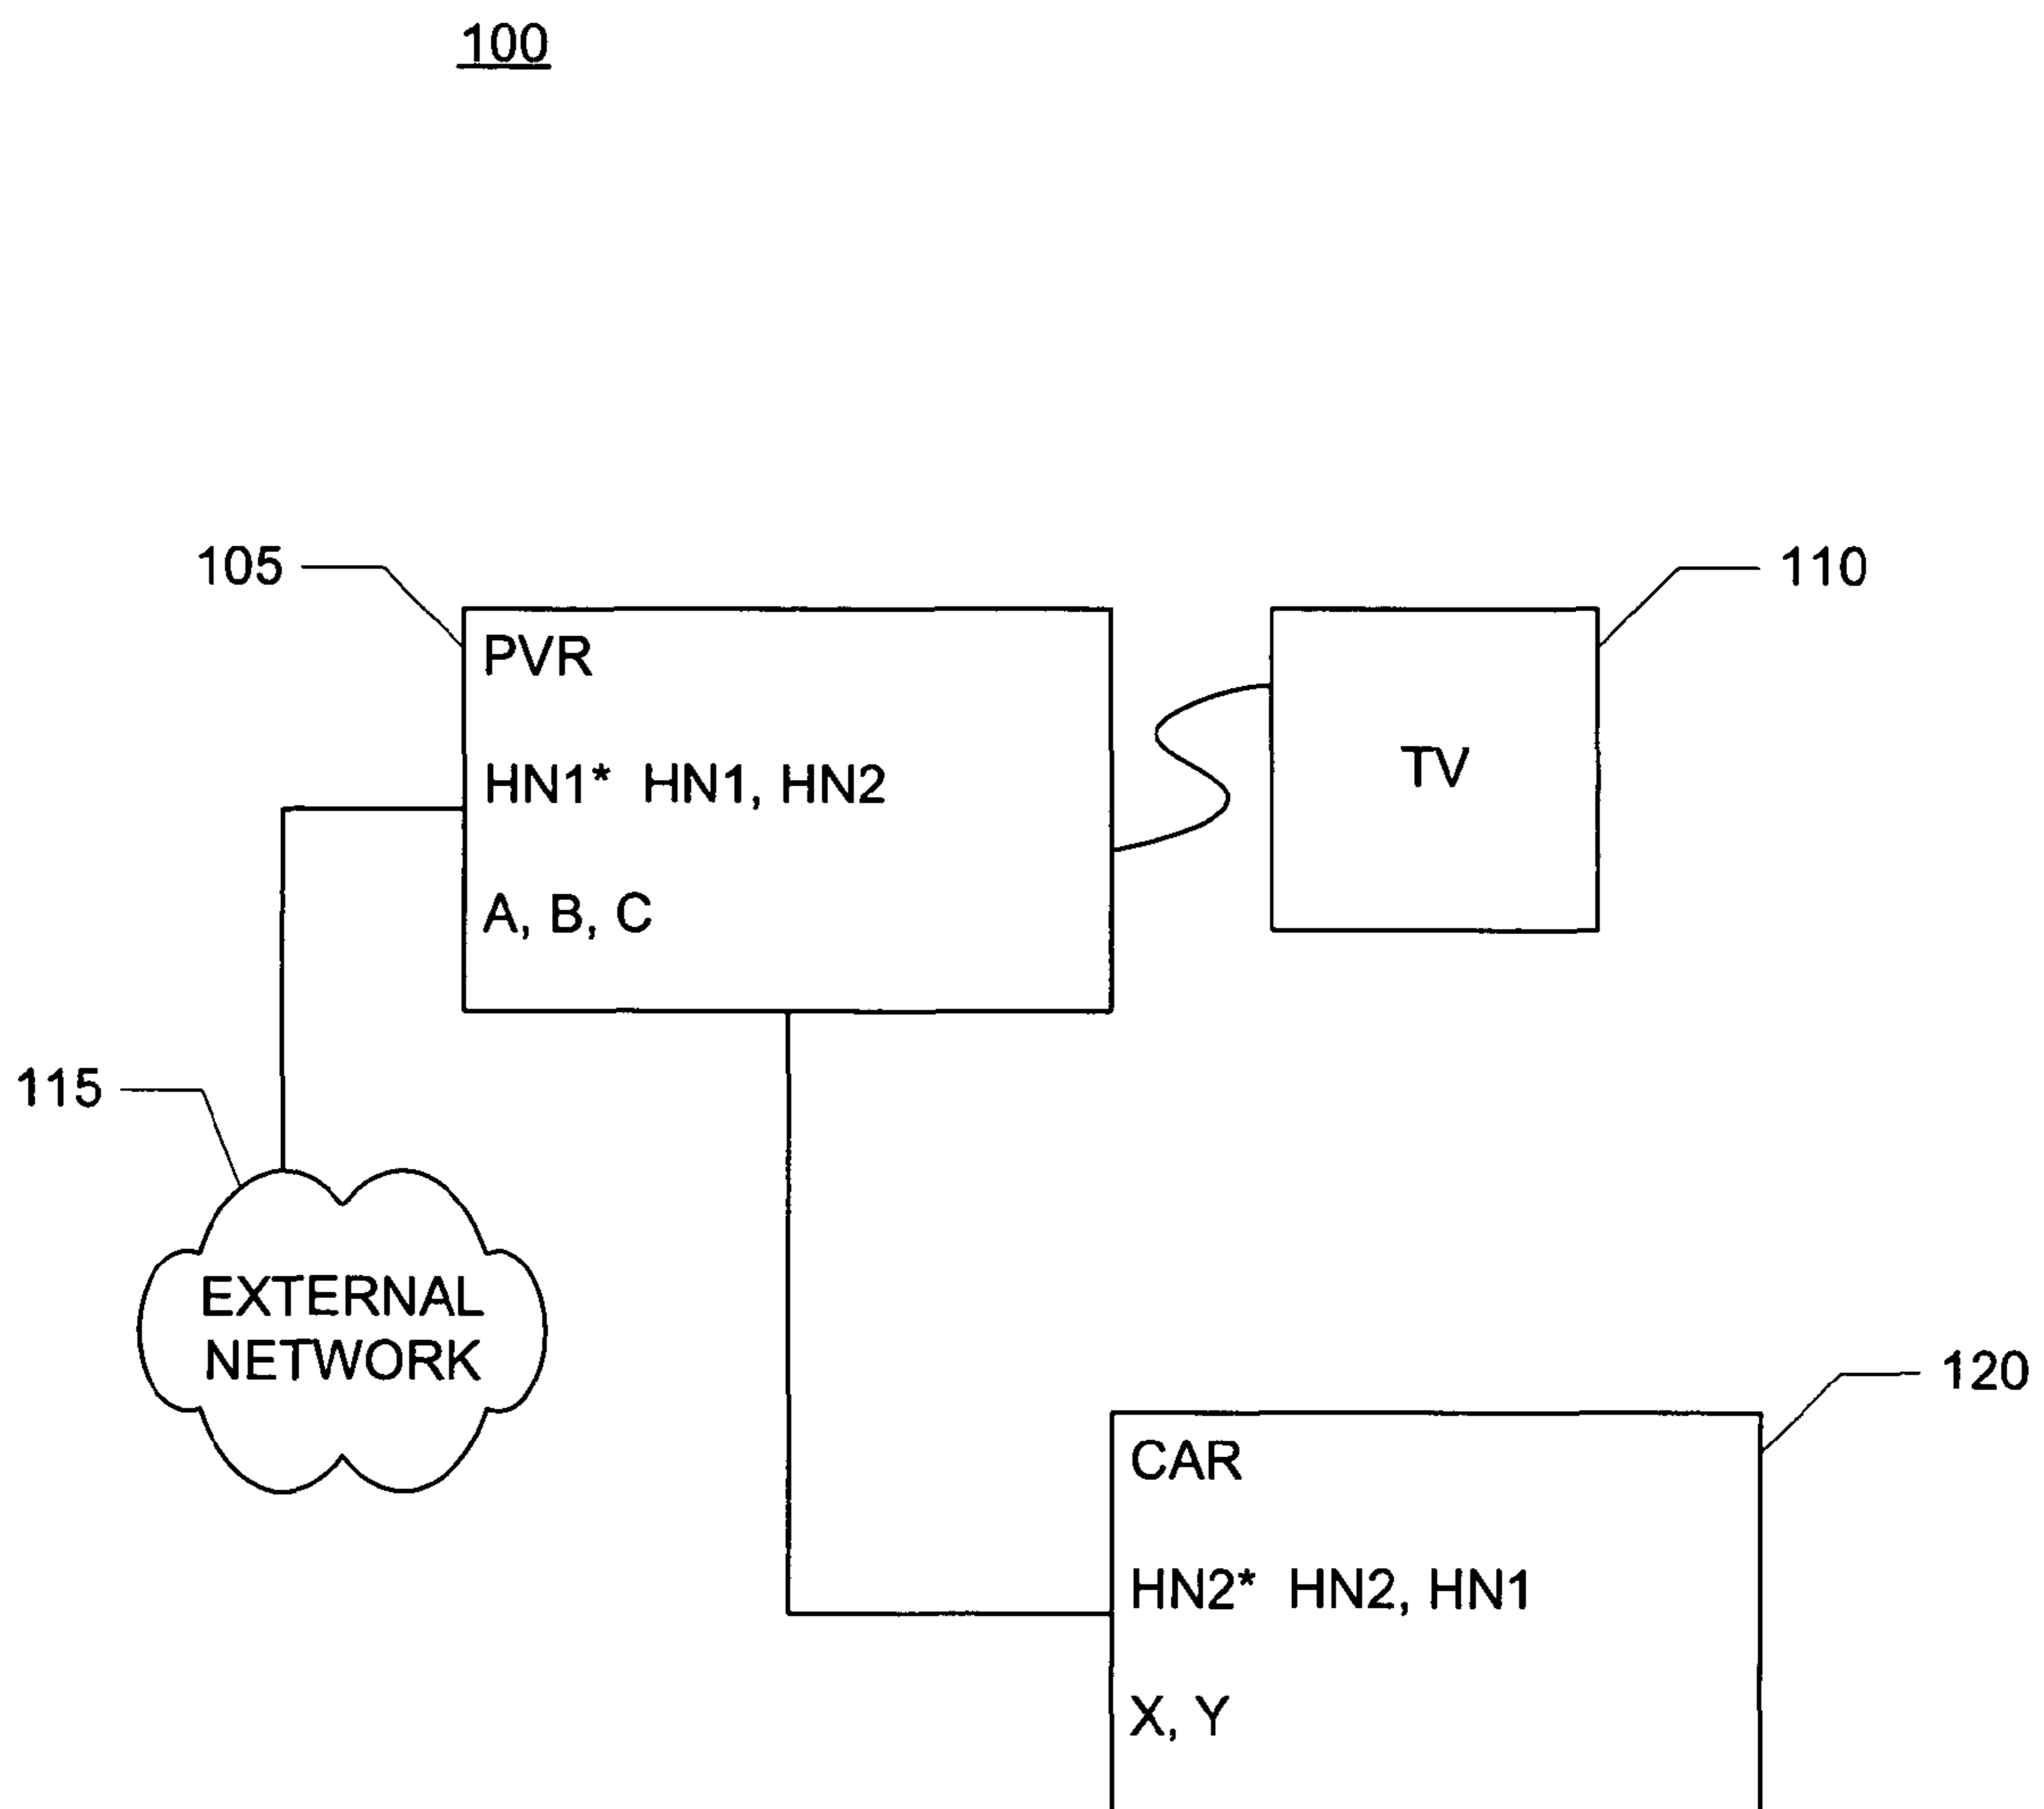 100
105
110
PVR
HN1* HN1, HN2
TV
A, B, C
115
EXTERNAL
NETWORK
120
CAR
HN2* HN2, HN1
X, Y